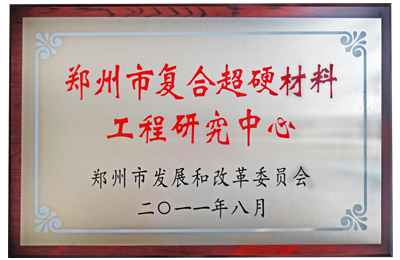 郑州市复合超硬材料
工程研究中心
郑州市发展和改革委员会
二〇一一年八月